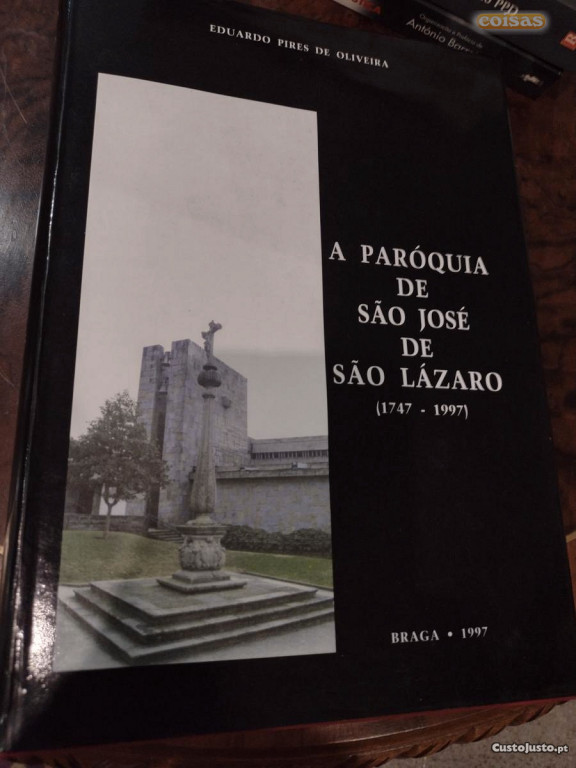 PPD
António
coisas
EDUARDO PIRES DE OLIVEIRA
A PARÓQUIA
DE
SÃO JOSÉ
DE
SÃO LÁZARO
(1747 - 1997)
BRAGA • 1997
CustoJusto.pt